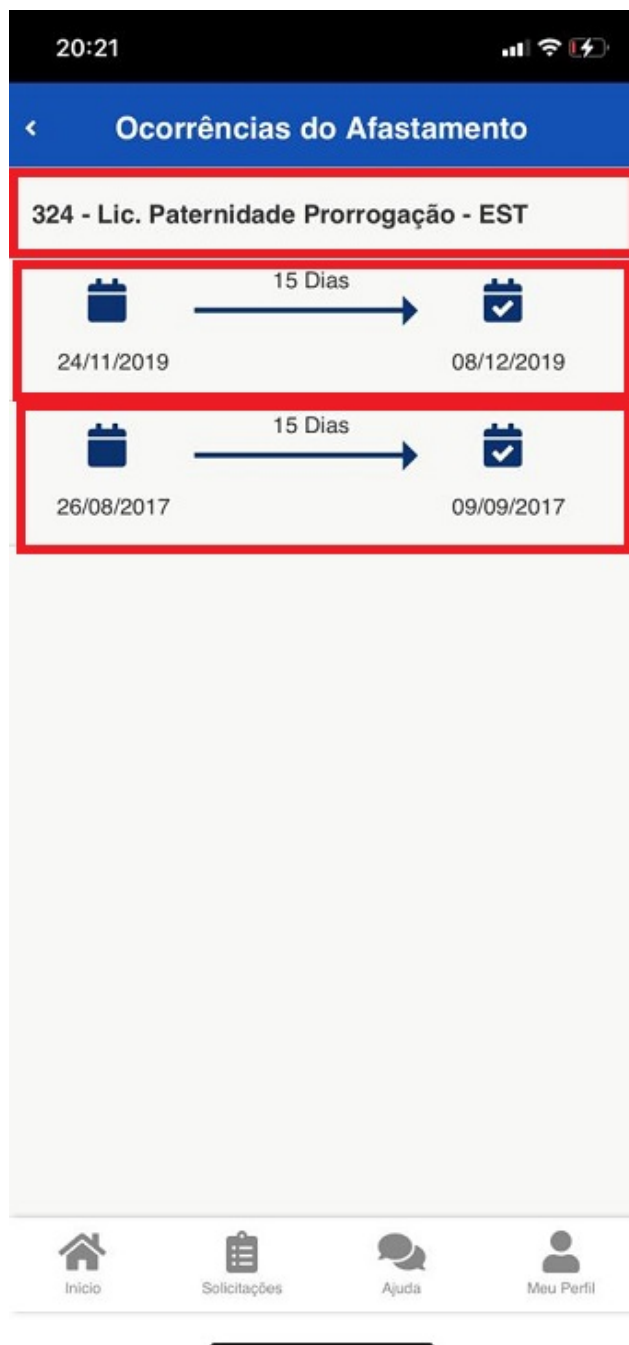 20:21
Ocorrências do Afastamento
324 - Lic. Paternidade Prorrogação - EST
15 Dias
24/11/2019 08/12/2019
15 Dias
26/08/2017 09/09/2017
Início Solicitações Ajuda Meu Perfil